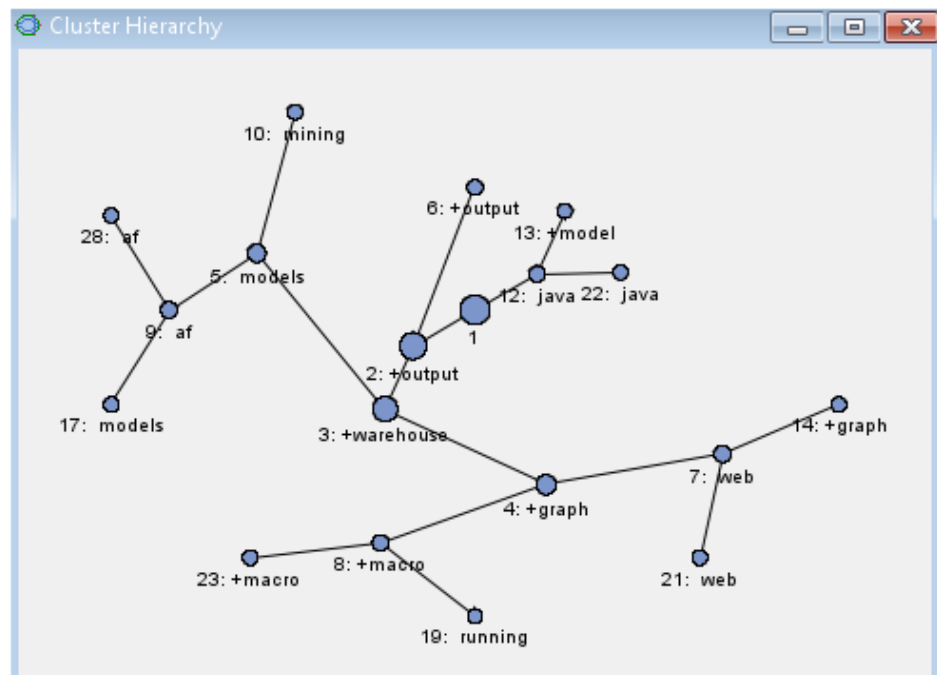 Cluster Hierarchy
10: mining
6: +output
13: +model
28: af
5: models
12: java
22: java
9: af
1
2: +output
17: models
3: +warehouse
14: +graph
7: web
4: +graph
8: +macro
23: +macro
21: web
19: running